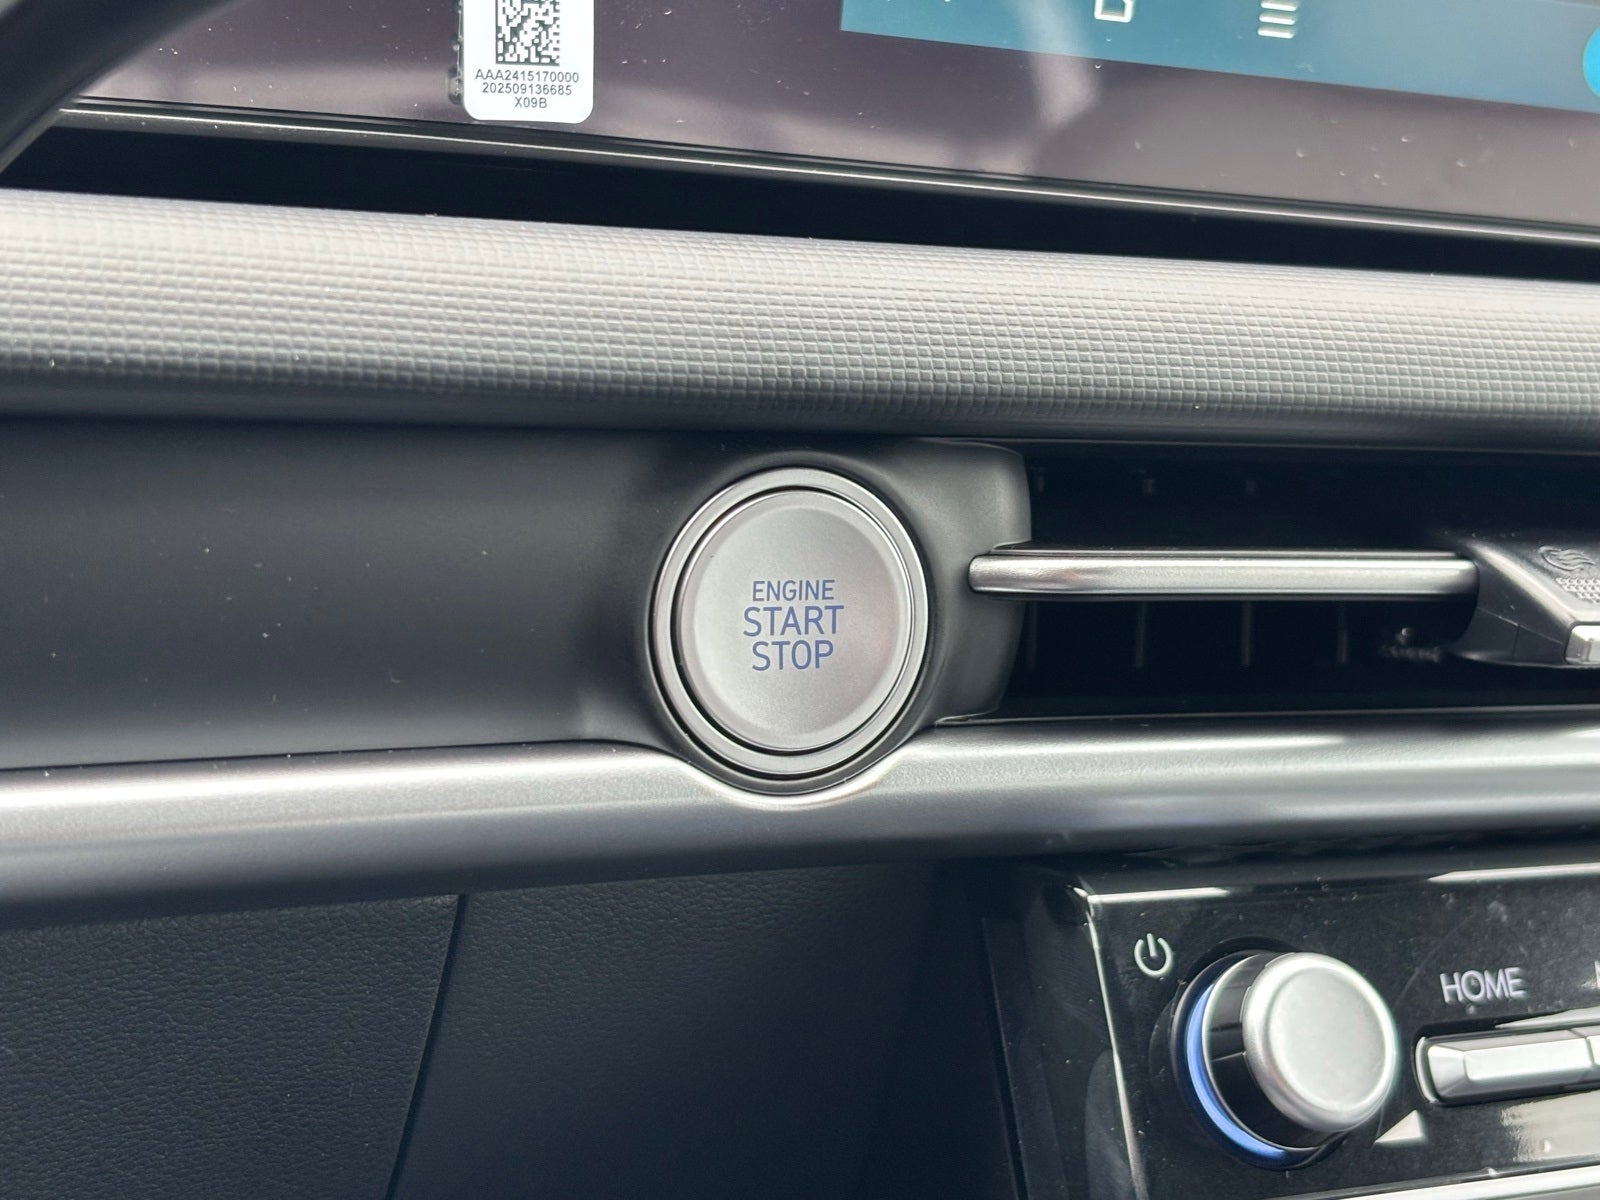 AAA2415170000
202509136685
X09B
ENGINE
START
STOP
HOME